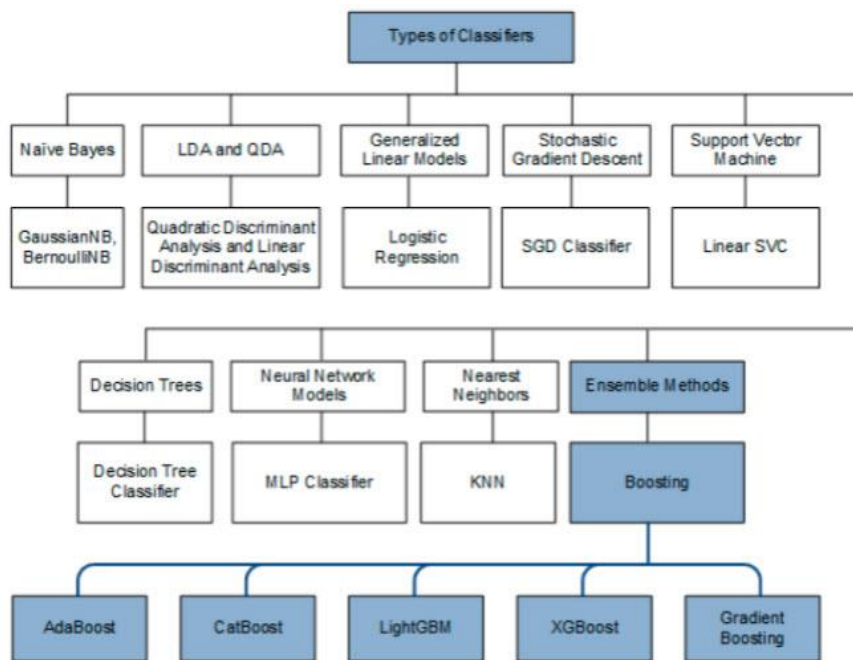 Types of Classifiers
Naïve Bayes
LDA and QDA
Generalized
Linear Models
Stochastic
Gradient Descent
Support Vector
Machine
GaussianNB,
BernoulliNB
Quadratic Discriminant
Analysis and Linear
Discriminant Analysis
Logistic
Regression
SGD Classifier
Linear SVC
Decision Trees
Neural Network
Models
Nearest
Neighbors
Ensemble Methods
Decision Tree
Classifier
MLP Classifier
KNN
Boosting
AdaBoost
CatBoost
LightGBM
XGBoost
Gradient
Boosting